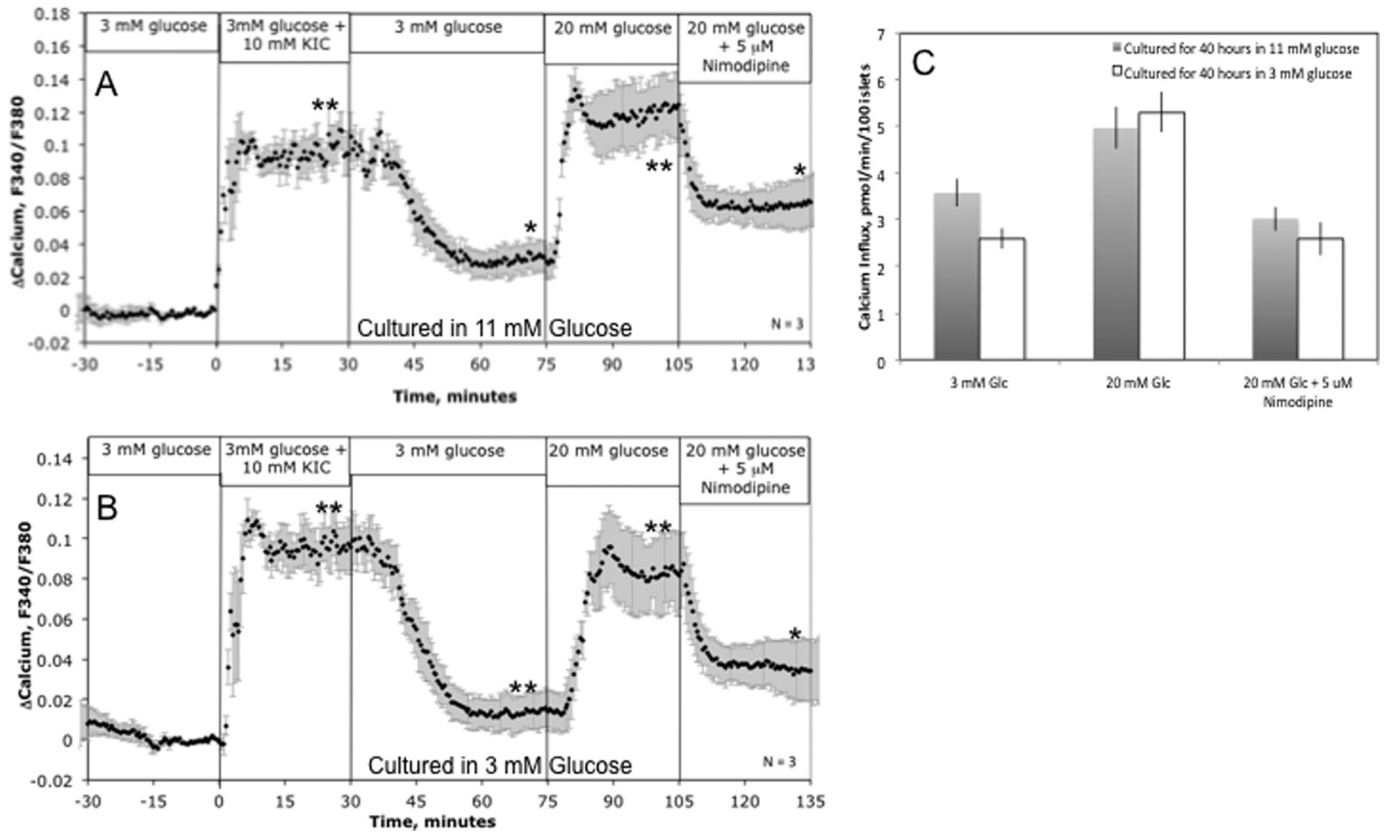 A
0.18
0.16
0.14
0.12
0.1
0.08
0.06
0.04
0.02
0
-0.02
ΔCalcium, F340/F380
3 mM glucose
3mM glucose +
10 mM KIC
3 mM glucose
20 mM glucose
20 mM glucose
+ 5 μM
Nimodipine
**
*
**
*
Cultured in 11 mM Glucose
N = 3
-30 -15 0 15 30 45 60 75 90 105 120 13
Time, minutes
B
0.14
0.12
0.1
0.08
0.06
0.04
0.02
0
-0.02
ΔCalcium, F340/F380
3 mM glucose
3mM glucose +
10 mM KIC
3 mM glucose
20 mM glucose
20 mM glucose
+ 5 μM
Nimodipine
**
**
**
*
Cultured in 3 mM Glucose
N = 3
-30 -15 0 15 30 45 60 75 90 105 120 135
Time, minutes
C
7
6
5
4
3
2
1
0
Calcium Influx, pmol/min/100 islets
Cultured for 40 hours in 11 mM glucose
Cultured for 40 hours in 3 mM glucose
3 mM Glc
20 mM Glc
20 mM Glc + 5 uM
Nimodipine